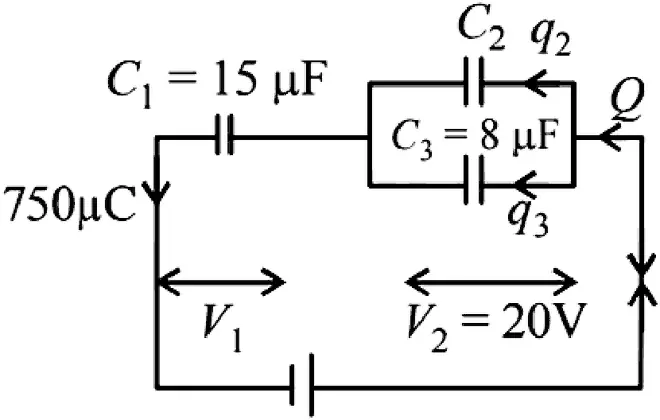 C₂ q₂
C₁ = 15 μF
Q
C₃ = 8 μF
750μC
q₃
V₁ V₂ = 20V